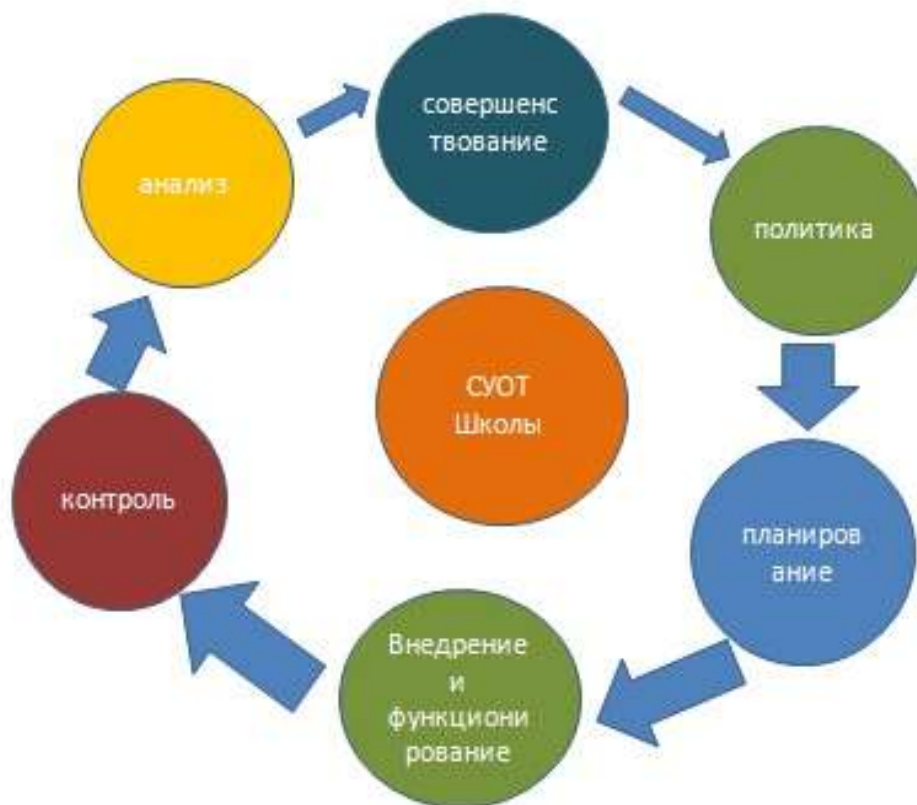 совершенс
твование
анализ
политика
СУОТ
Школы
контроль
планиров
ание
Внедрение
и
функциони
рование